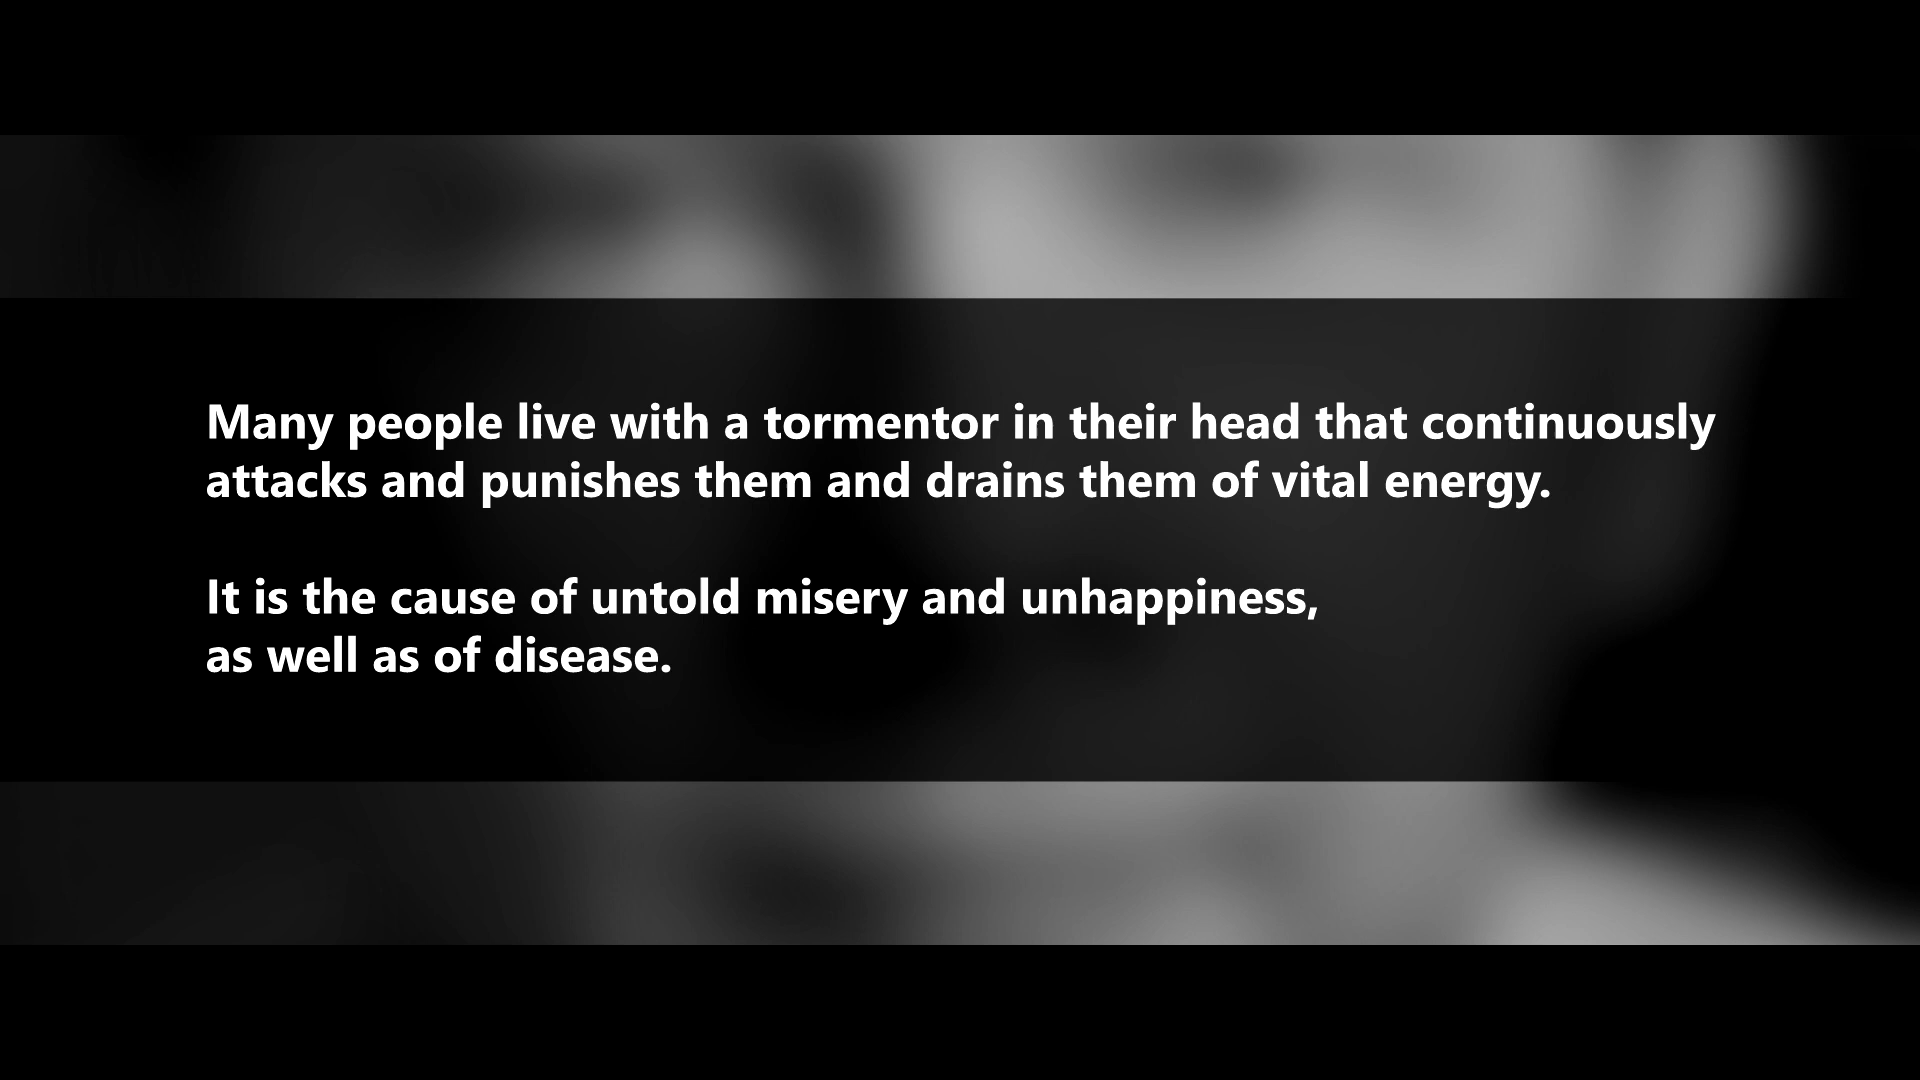 Many people live with a tormentor in their head that continuously
attacks and punishes them and drains them of vital energy.
It is the cause of untold misery and unhappiness,
as well as of disease.